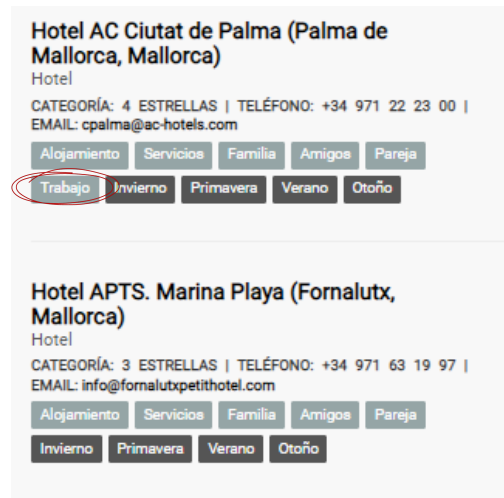 Hotel AC Ciutat de Palma (Palma de
Mallorca, Mallorca)
Hotel
CATEGORÍA: 4 ESTRELLAS | TELÉFONO: +34 971 22 23 00 |
EMAIL: cpalma@ac-hotels.com
Alojamiento Servicios Familia Amigos Pareja
Trabajo Invierno Primavera Verano Otoño
Hotel APTS. Marina Playa (Fornalutx,
Mallorca)
Hotel
CATEGORÍA: 3 ESTRELLAS | TELÉFONO: +34 971 63 19 97 |
EMAIL: info@fornalutxpetithotel.com
Alojamiento Servicios Familia Amigos Pareja
Invierno Primavera Verano Otoño